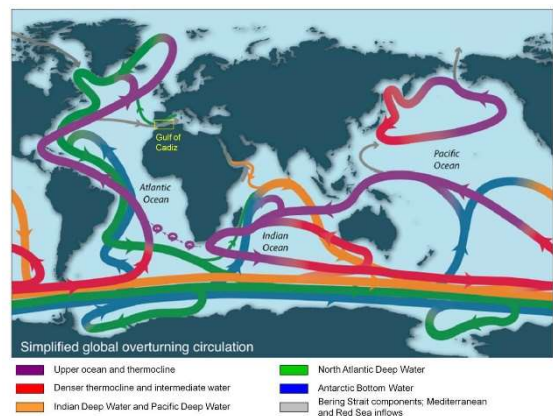 Gulf of
Cadiz
Pacific
Ocean
Atlantic
Ocean
Indian
Ocean
Simplified global overturning circulation
Upper ocean and thermocline
North Atlantic Deep Water
Denser thermocline and intermediate water
Antarctic Bottom Water
Indian Deep Water and Pacific Deep Water
Bering Strait components; Mediterranean
and Red Sea inflows